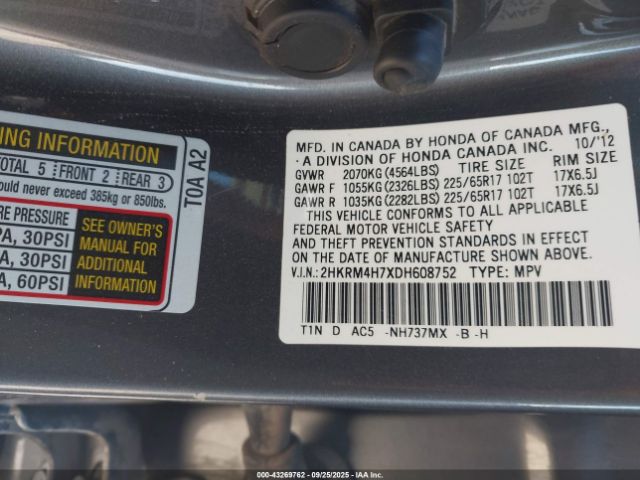 ING INFORMATION
TOTAL 5 FRONT 2 REAR 3
ould never exceed 385kg or 850lbs.
RE PRESSURE
PA, 30PSI
A, 30PSI
A, 60PSI
SEE OWNER'S
MANUAL FOR
ADDITIONAL
INFORMATION
T0A A2
MFD. IN CANADA BY HONDA OF CANADA MFG.,
· A DIVISION OF HONDA CANADA INC. 10/'12
GVWR 2070KG (4564LBS) TIRE SIZE RIM SIZE
GAWR F 1055KG (2326LBS) 225/65R17 102T 17X6.5J
GAWR R 1035KG (2282LBS) 225/65R17 102T 17X6.5J
THIS VEHICLE CONFORMS TO ALL APPLICABLE
FEDERAL MOTOR VEHICLE SAFETY
AND THEFT PREVENTION STANDARDS IN EFFECT
ON THE DATE OF MANUFACTURE SHOWN ABOVE.
V.I.N.: 2HKRM4H7XDH608752 TYPE: MPV
T1N D AC5 -NH737MX -B -H
000-43269762 - 09/25/2025 - IAAI, Inc.